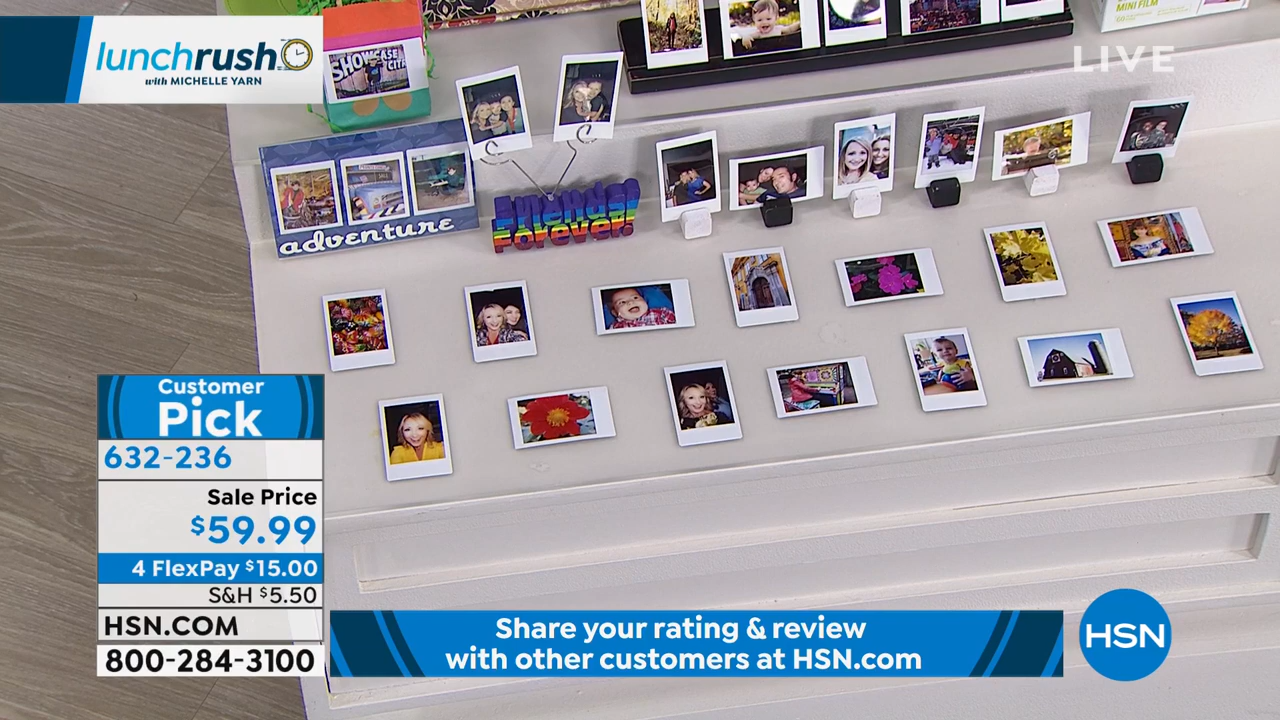 lunchrush
with MICHELLE YARN
SHOWCASE
MINI FILM
60
LIVE
adventure
Friends
Forever!
Customer
Pick
632-236
Sale Price
$59.99
4 FlexPay $15.00
S&H $5.50
HSN.COM
800-284-3100
Share your rating & review
with other customers at HSN.com
HSN